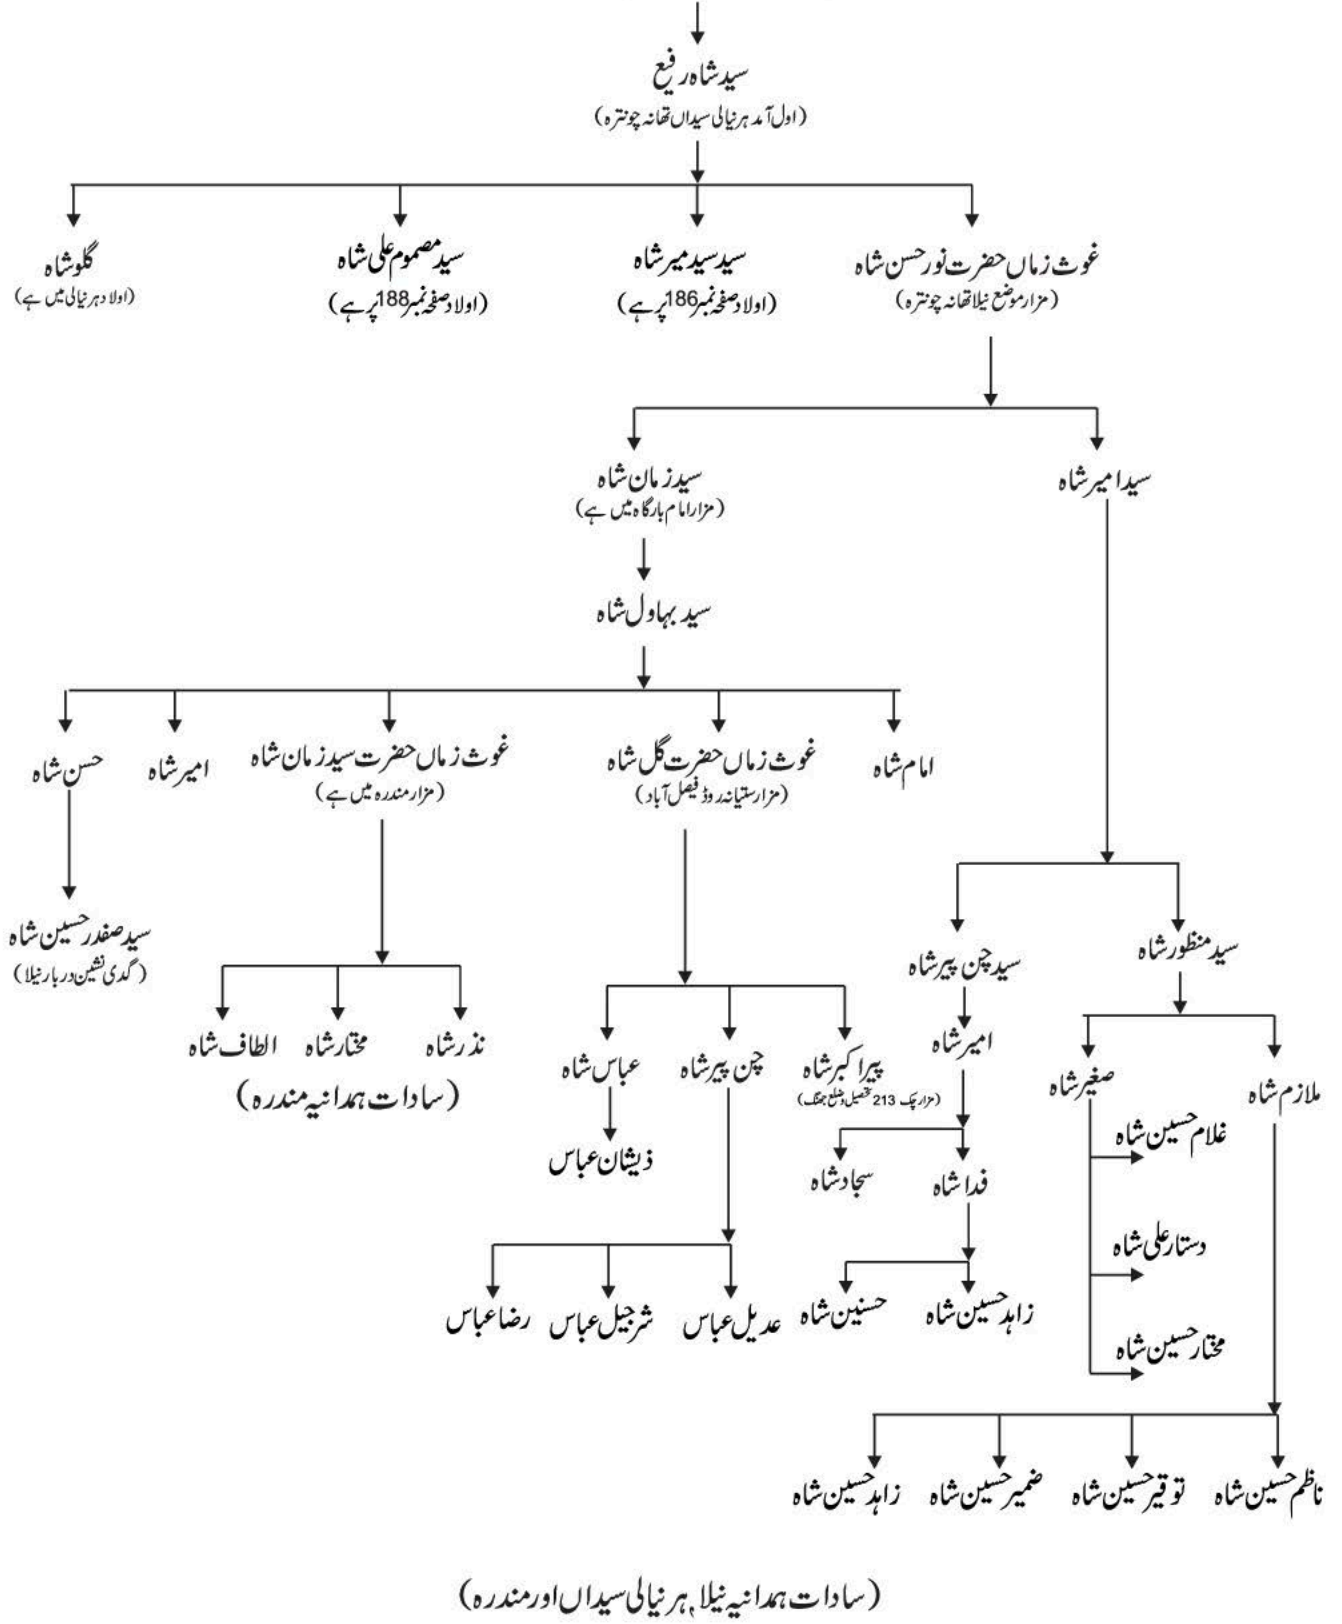 سید شاہ رفیع
(اول آمد ہرنیالی سیداں تھانہ چونترہ)
غوث زماں حضرت نور حسن شاہ
(مزار موضع نیلا تھانہ چونترہ)
سید سید میر شاہ
(اولاد صفحہ نمبر 186 پر ہے)
سید مصموم علی شاہ
(اولاد صفحہ نمبر 188 پر ہے)
گلو شاہ
(اولاد ہرنیالی میں ہے)
سید امیر شاہ
سید زمان شاہ
(مزار امام بارگاہ میں ہے)
سید بہاول شاہ
امام شاہ
غوث زماں حضرت گل شاہ
(مزار ستیانہ روڈ فیصل آباد)
غوث زماں حضرت سید زمان شاہ
(مزار مندرہ میں ہے)
امیر شاہ
حسن شاہ
سید صفدر حسین شاہ
(گدی نشین دربار نیلا)
سید منظور شاہ
سید چن پیر شاہ
نذر شاہ
مختار شاہ
الطاف شاہ
(سادات ہمدانیہ مندرہ)
امیر شاہ
پیر اکبر شاہ
(مزار چک 213 تحصیل و ضلع جھنگ)
چن پیر شاہ
عباس شاہ
ملازم شاہ
صغیر شاہ
غلام حسین شاہ
دستار علی شاہ
مختار حسین شاہ
ذیشان عباس
فدا شاہ
سجاد شاہ
زاہد حسین شاہ
حسنین شاہ
عدیل عباس
شرجیل عباس
رضا عباس
ناظم حسین شاہ
توقیر حسین شاہ
ضمیر حسین شاہ
زاہد حسین شاہ
(سادات ہمدانیہ نیلا، ہرنیالی سیداں اور مندرہ)